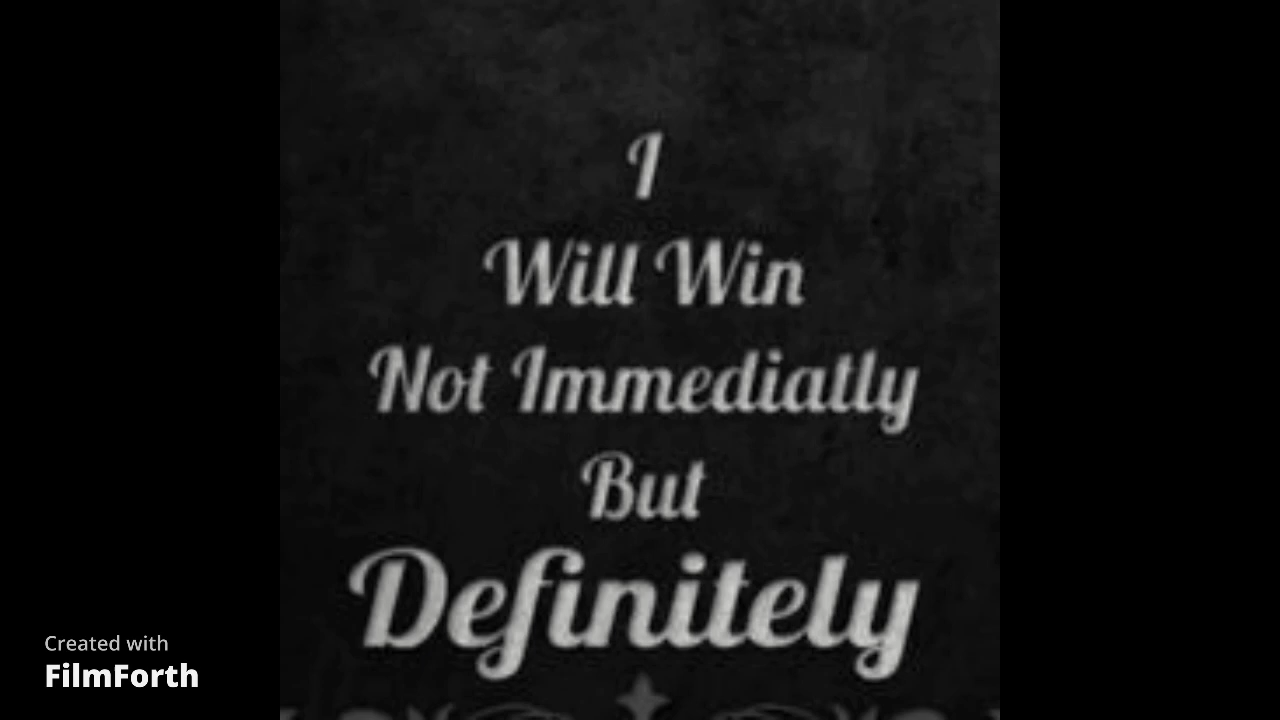 I
Will Win
Not Immediatly
But
Definitely
Created with
FilmForth